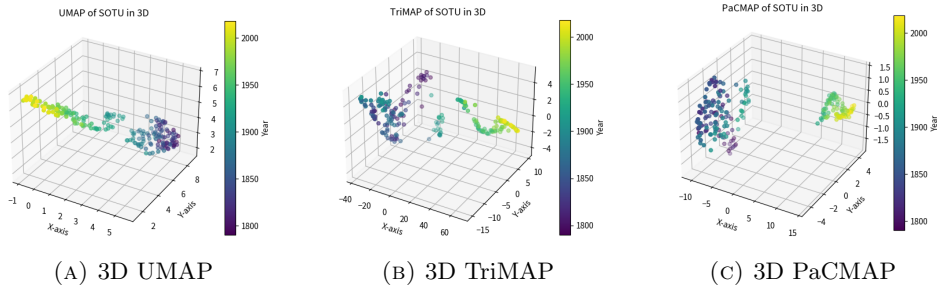 UMAP of SOTU in 3D
7
6
5
4
3
2
8
6
4
2
Y-axis
−1 0 1 2 3 4 5
X-axis
2000
1950
1900
1850
1800
Year
(A) 3D UMAP
TriMAP of SOTU in 3D
4
2
0
−2
−4
10
5
0
−5
−10
−15
Y-axis
−40 −20 0 20 40 60
X-axis
2000
1950
1900
1850
1800
Year
(B) 3D TriMAP
PaCMAP of SOTU in 3D
1.5
1.0
0.5
0.0
−0.5
−1.0
−1.5
4
2
0
−2
−4
Y-axis
−10 −5 0 5 10 15
X-axis
2000
1950
1900
1850
1800
Year
(C) 3D PaCMAP